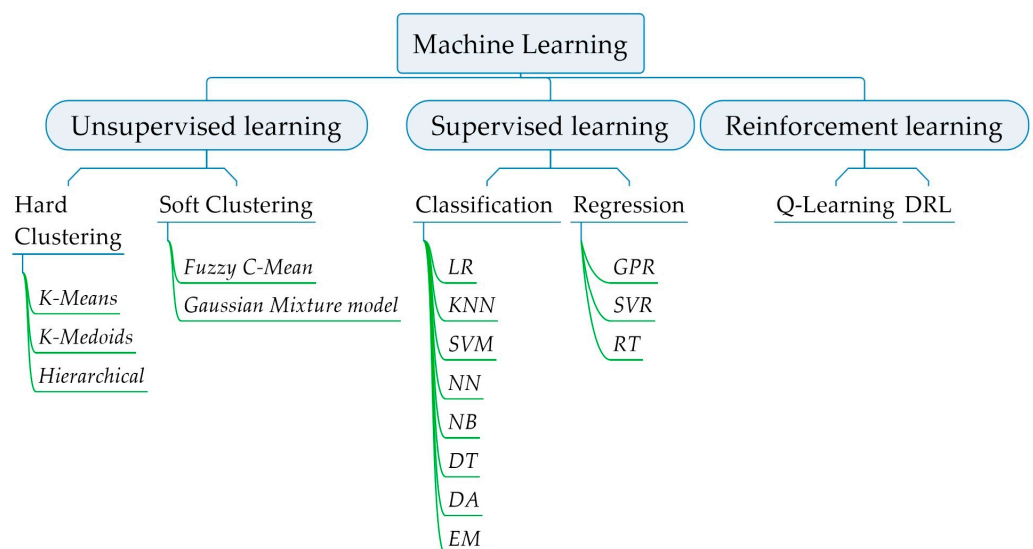 Machine Learning
Unsupervised learning
Supervised learning
Reinforcement learning
Hard
Clustering
Soft Clustering
Classification
Regression
Q-Learning
DRL
K-Means
K-Medoids
Hierarchical
Fuzzy C-Mean
Gaussian Mixture model
LR
KNN
SVM
NN
NB
DT
DA
EM
GPR
SVR
RT